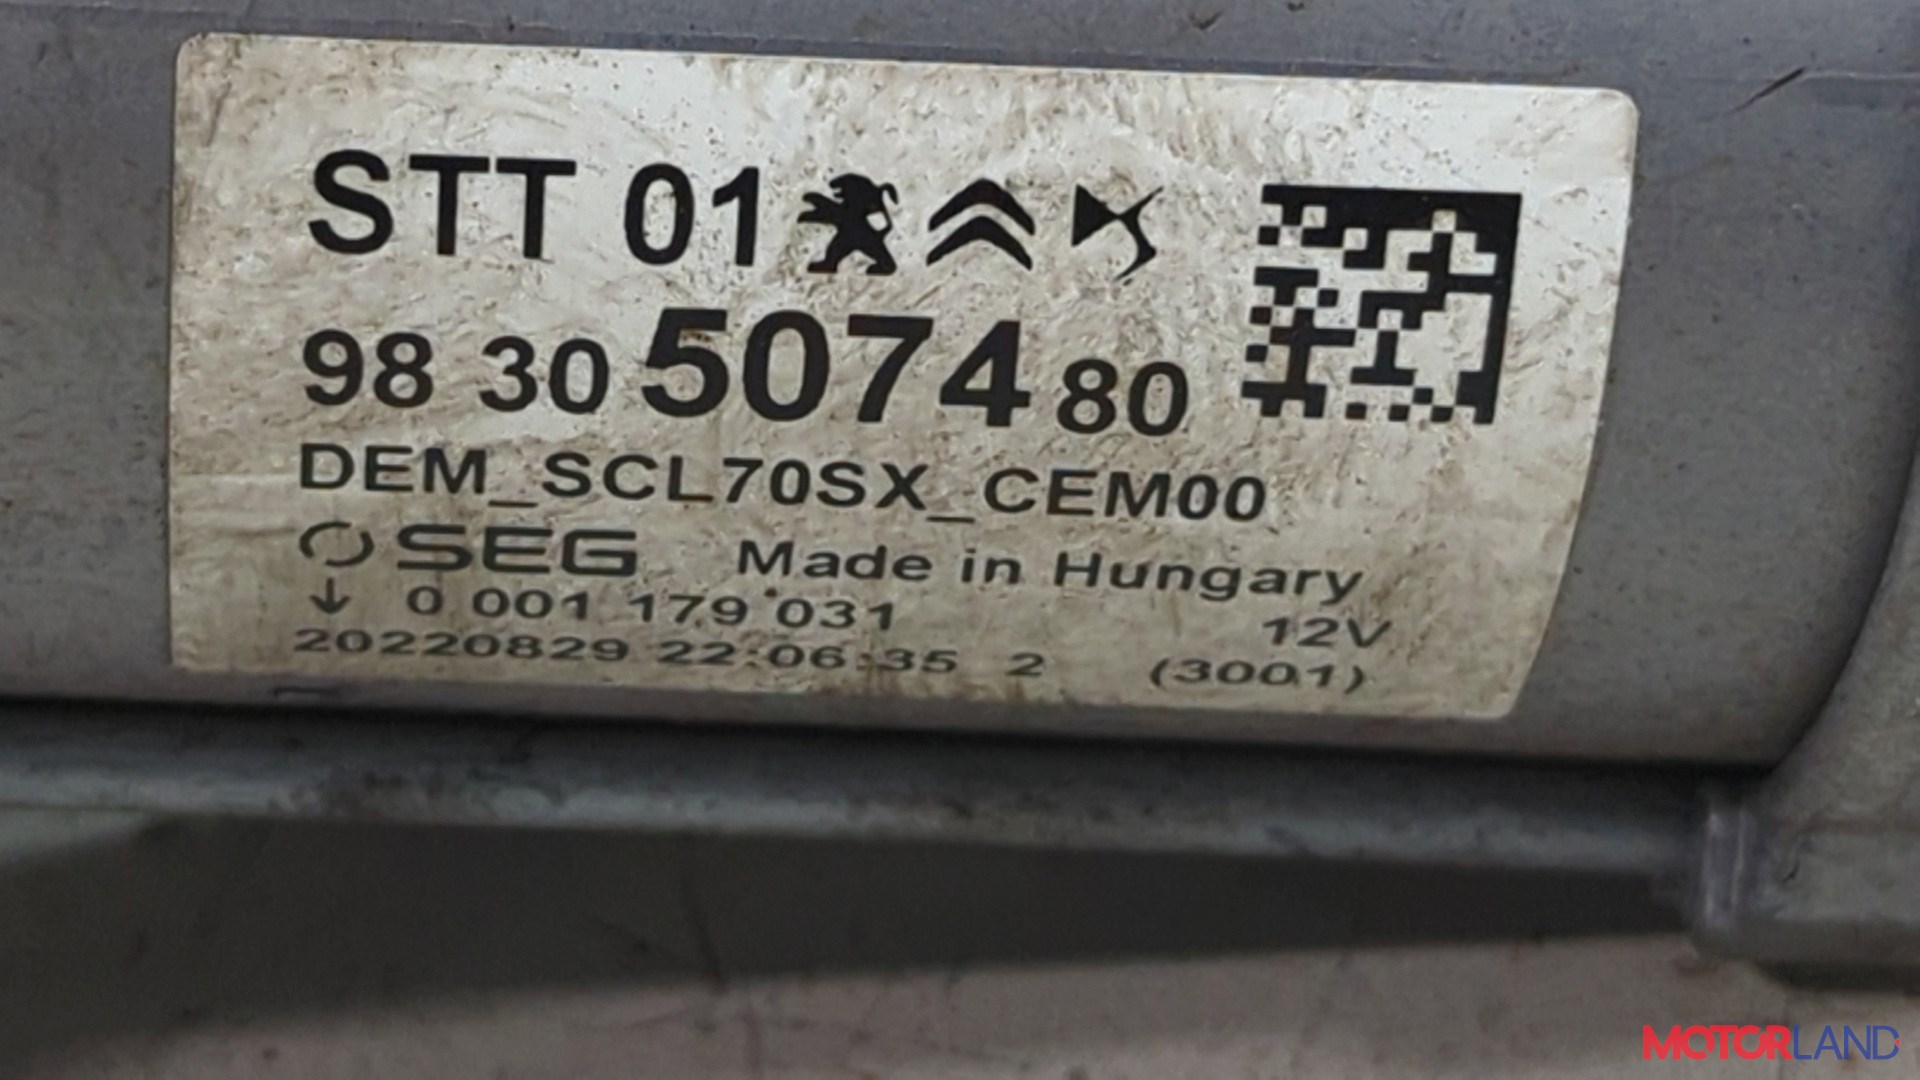 STT 01
98 30 5074 80
DEM_SCL70SX_CEM00
SEG Made in Hungary
0 001 179 031 12V
20220829 22:06:35 2 (3001)
MOTORLAND